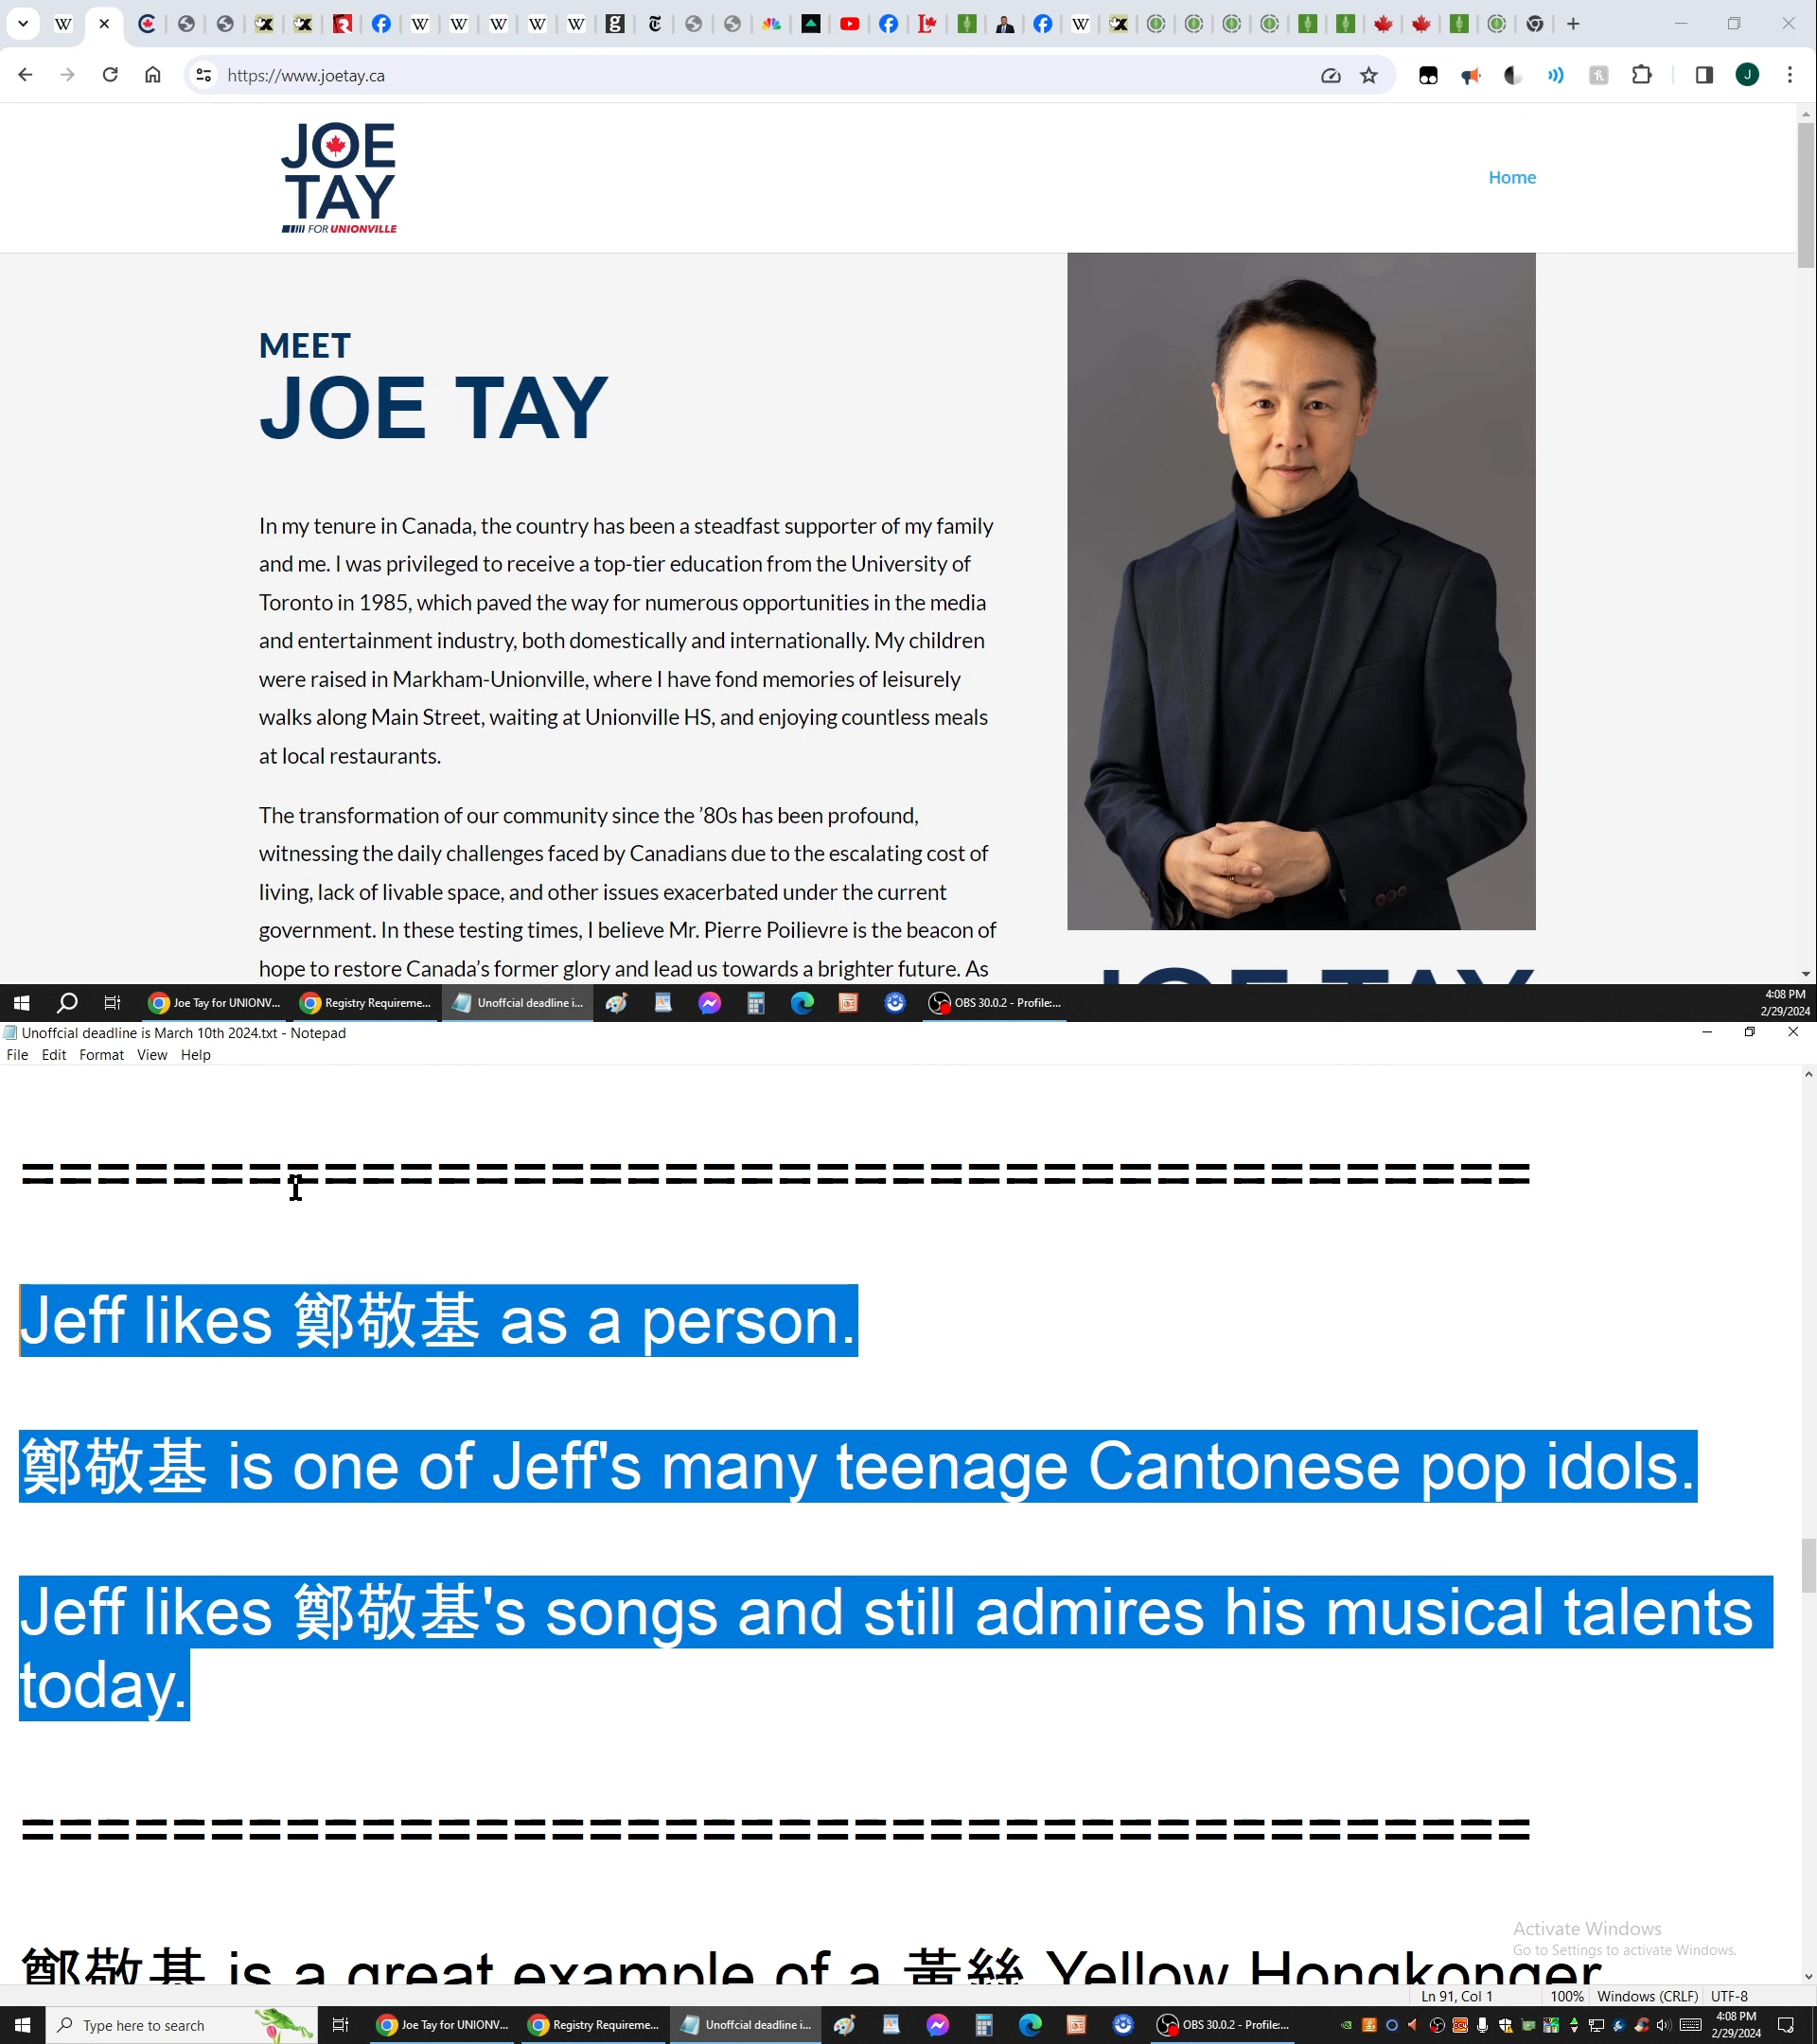 https://www.joetay.ca
J
JOE
TAY
FOR UNIONVILLE
Home
MEET
JOE TAY
In my tenure in Canada, the country has been a steadfast supporter of my family
and me. I was privileged to receive a top-tier education from the University of
Toronto in 1985, which paved the way for numerous opportunities in the media
and entertainment industry, both domestically and internationally. My children
were raised in Markham-Unionville, where I have fond memories of leisurely
walks along Main Street, waiting at Unionville HS, and enjoying countless meals
at local restaurants.
The transformation of our community since the ’80s has been profound,
witnessing the daily challenges faced by Canadians due to the escalating cost of
living, lack of livable space, and other issues exacerbated under the current
government. In these testing times, I believe Mr. Pierre Poilievre is the beacon of
hope to restore Canada’s former glory and lead us towards a brighter future. As
JOE TAY
Joe Tay for UNIONV... Registry Requireme... Unoffcial deadline i... OBS 30.0.2 - Profile:...
4:08 PM
2/29/2024
Unoffcial deadline is March 10th 2024.txt - Notepad
File Edit Format View Help
========================================
Jeff likes 鄭敬基 as a person.
鄭敬基 is one of Jeff's many teenage Cantonese pop idols.
Jeff likes 鄭敬基's songs and still admires his musical talents
today.
========================================
鄭敬基 is a great example of a 黃絲 Yellow Hongkonger
Activate Windows
Go to Settings to activate Windows.
Ln 91, Col 1 100% Windows (CRLF) UTF-8
Type here to search Joe Tay for UNIONV... Registry Requireme... Unoffcial deadline i... OBS 30.0.2 - Profile:...
4:08 PM
2/29/2024